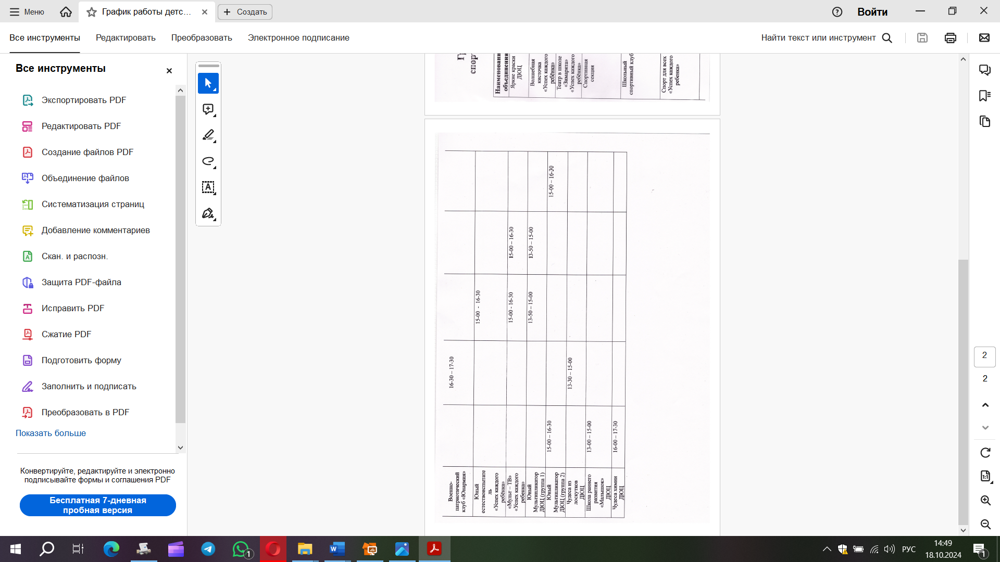 Меню
График работы детс...
Создать
Войти
Все инструменты
Редактировать
Преобразовать
Электронное подписание
Найти текст или инструмент
Все инструменты
Экспортировать PDF
Редактировать PDF
Создание файлов PDF
Объединение файлов
Систематизация страниц
Добавление комментариев
Скан. и распозн.
Защита PDF-файла
Исправить PDF
Сжатие PDF
Подготовить форму
Заполнить и подписать
Преобразовать в PDF
Показать больше
Конвертируйте, редактируйте и электронно
подписывайте формы и соглашения PDF
Бесплатная 7-дневная
пробная версия
Яркие краски
ДЮЦ
Волшебная
кисточка
«Успех каждого
ребёнка»
Театр в школе
«Зимарята»
«Успех каждого
ребёнка»
Спортивная
секция
Школьный
спортивный клуб
Спорт для всех
«Успех каждого
ребенка»
Военно-
патриотический
клуб «Юнармия»
16-30 – 17-30
Юный
естествоиспытате
ль
«Успех каждого
ребёнка»
15-00 - 16-30
«Мульт – ТВ»
«Успех каждого
ребенка»
15-00 - 16-30
15-00 – 16-30
Юный
Мультипликатор
ДЮЦ (группа 1)
13-50 – 15-00
13-50 – 15-00
Юный
Мультипликатор
ДЮЦ (группа 2)
15-00 – 16-30
15-00 – 16-30
Чудеса из
лоскутков
ДЮЦ
13-30 – 15-00
Школа раннего
развития
«Малышок»
ДЮЦ
13-00 – 15-00
Чудеса химии
ДЮЦ
16-00 – 17-30
2
2
1:1
1
РУС
14:49
18.10.2024
1